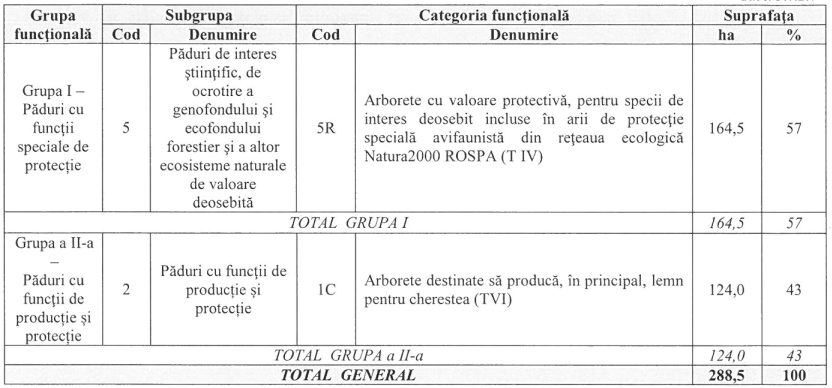 Grupa funcțională Subgrupa Categoria funcțională Suprafața
Cod Denumire Cod Denumire ha %
Grupa I –
Păduri cu
funcții
speciale de
protecție
5
Păduri de interes
științific, de
ocrotire a
genofondului și
ecofondului
forestier și a altor
ecosisteme naturale
de valoare
deosebită
5R
Arborete cu valoare protectivă, pentru specii de
interes deosebit incluse în arii de protecție
specială avifaunistă din rețeaua ecologică
Natura2000 ROSPA (T IV)
164,5 57
TOTAL GRUPA I 164,5 57
Grupa a II-a
–
Păduri cu
funcții de
producție și
protecție
2
Păduri cu funcții de
producție și
protecție
1C
Arborete destinate să producă, în principal, lemn
pentru cherestea (TVI)
124,0 43
TOTAL GRUPA a II-a 124,0 43
TOTAL GENERAL 288,5 100